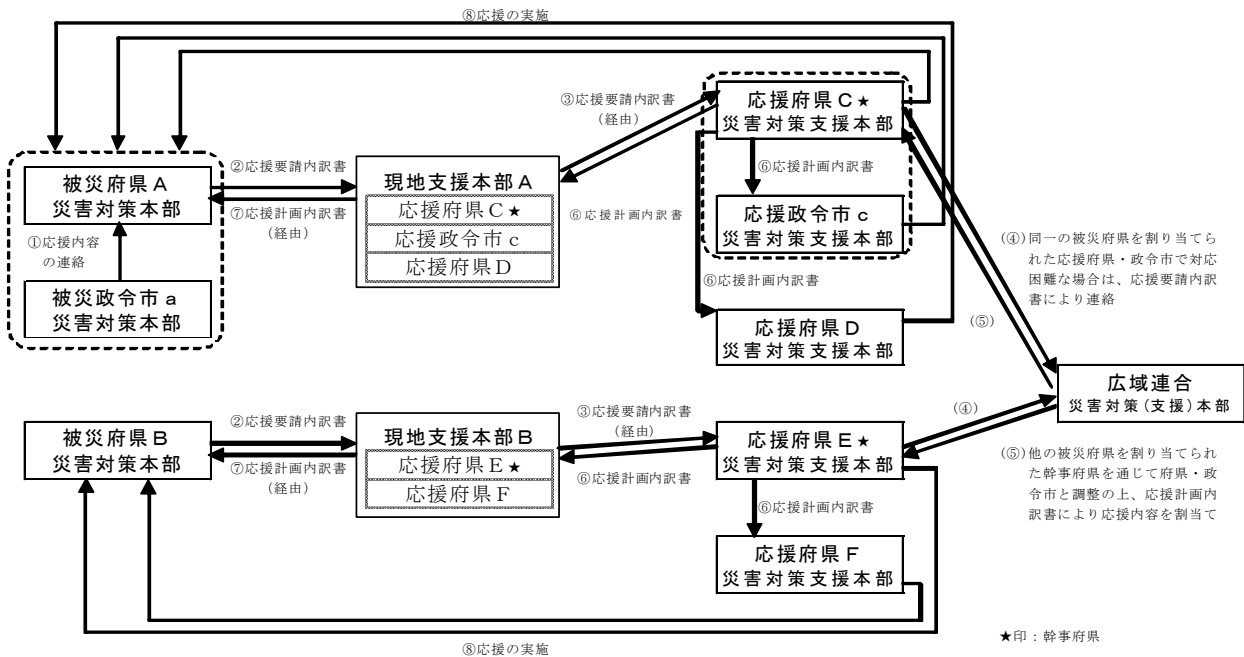 ⑧応援の実施
被災府県A
災害対策本部
①応援内容
の連絡
被災政令市a
災害対策本部
②応援要請内訳書
⑦応援計画内訳書
(経由)
現地支援本部A
応援府県C★
応援政令市c
応援府県D
③応援要請内訳書
(経由)
⑥応援計画内訳書
応援府県C★
災害対策支援本部
⑥応援計画内訳書
応援政令市c
災害対策支援本部
⑥応援計画内訳書
応援府県D
災害対策支援本部
(④)同一の被災府県を割り当てら
れた応援府県・政令市で対応
困難な場合は、応援要請内訳
書により連絡
(⑤)
広域連合
災害対策(支援)本部
被災府県B
災害対策本部
②応援要請内訳書
⑦応援計画内訳書
(経由)
現地支援本部B
応援府県E★
応援府県F
③応援要請内訳書
(経由)
⑥応援計画内訳書
応援府県E★
災害対策支援本部
(④)
⑥応援計画内訳書
応援府県F
災害対策支援本部
(⑤)他の被災府県を割り当てられ
た幹事府県を通じて府県・政
令市と調整の上、応援計画内
訳書により応援内容を割当て
⑧応援の実施
★印：幹事府県